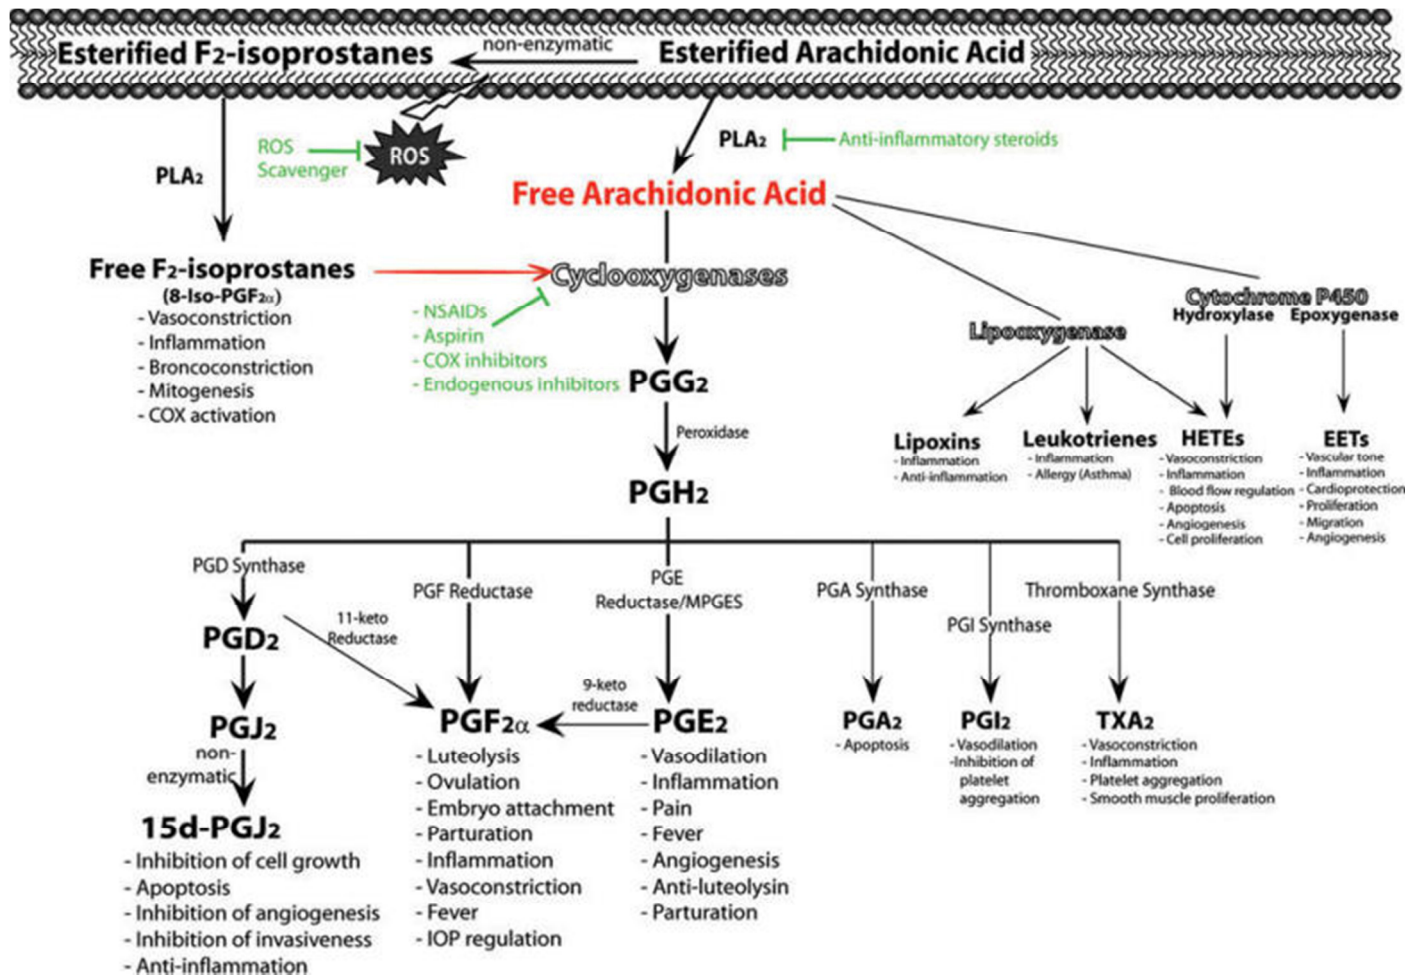 Esterified F2-isoprostanes
non-enzymatic
Esterified Arachidonic Acid
ROS
Scavenger
ROS
PLA2
PLA2
Anti-inflammatory steroids
Free Arachidonic Acid
Free F2-isoprostanes
(8-Iso-PGF2α)
- Vasoconstriction
- Inflammation
- Broncoconstriction
- Mitogenesis
- COX activation
Cyclooxygenases
- NSAIDs
- Aspirin
- COX inhibitors
- Endogenous inhibitors
PGG2
Peroxidase
PGH2
Lipooxygenase
Cytochrome P450
Hydroxylase Epoxygenase
Lipoxins
- Inflammation
- Anti-inflammation
Leukotrienes
- Inflammation
- Allergy (Asthma)
HETEs
- Vasoconstriction
- Inflammation
- Blood flow regulation
- Apoptosis
- Angiogenesis
- Cell proliferation
EETs
- Vascular tone
- Inflammation
- Cardioprotection
- Proliferation
- Migration
- Angiogenesis
PGD Synthase
PGF Reductase
PGE
Reductase/MPGES
PGA Synthase
PGI Synthase
Thromboxane Synthase
PGD2
11-keto
Reductase
PGJ2
non-
enzymatic
15d-PGJ2
- Inhibition of cell growth
- Apoptosis
- Inhibition of angiogenesis
- Inhibition of invasiveness
- Anti-inflammation
PGF2α
- Luteolysis
- Ovulation
- Embryo attachment
- Parturation
- Inflammation
- Vasoconstriction
- Fever
- IOP regulation
9-keto
reductase
PGE2
- Vasodilation
- Inflammation
- Pain
- Fever
- Angiogenesis
- Anti-luteolysin
- Parturation
PGA2
- Apoptosis
PGI2
- Vasodilation
-Inhibition of
platelet
aggregation
TXA2
- Vasoconstriction
- Inflammation
- Platelet aggregation
- Smooth muscle proliferation